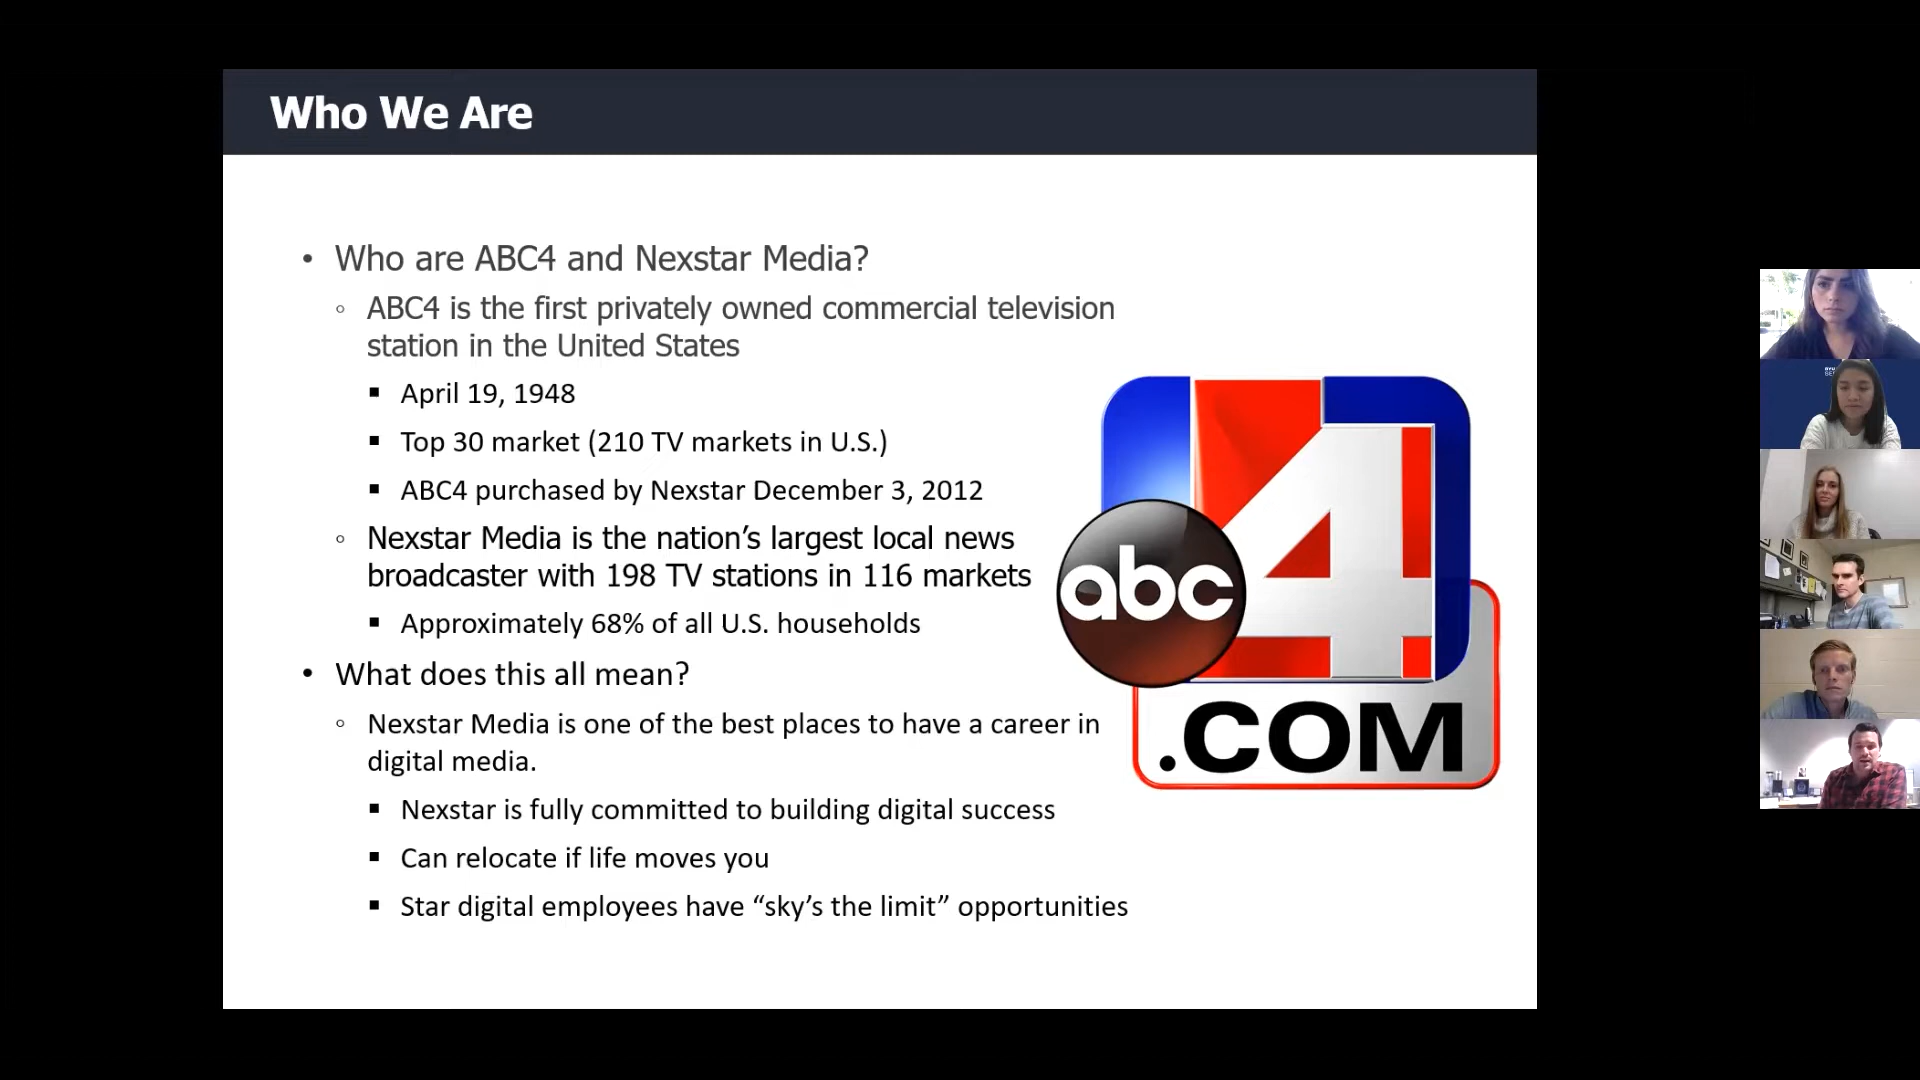 Who We Are
• Who are ABC4 and Nexstar Media?
◦ ABC4 is the first privately owned commercial television
station in the United States
▪ April 19, 1948
▪ Top 30 market (210 TV markets in U.S.)
▪ ABC4 purchased by Nexstar December 3, 2012
◦ Nexstar Media is the nation’s largest local news
broadcaster with 198 TV stations in 116 markets
▪ Approximately 68% of all U.S. households
• What does this all mean?
◦ Nexstar Media is one of the best places to have a career in
digital media.
▪ Nexstar is fully committed to building digital success
▪ Can relocate if life moves you
▪ Star digital employees have “sky’s the limit” opportunities
4
abc
.COM